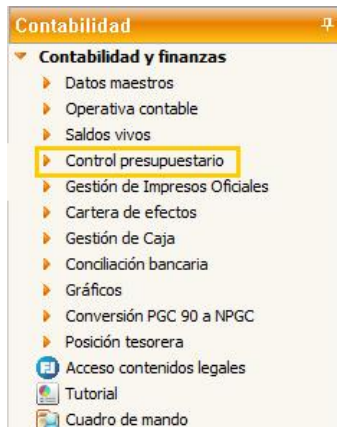 Contabilidad
Contabilidad y finanzas
Datos maestros
Operativa contable
Saldos vivos
Control presupuestario
Gestión de Impresos Oficiales
Cartera de efectos
Gestión de Caja
Conciliación bancaria
Gráficos
Conversión PGC 90 a NPGC
Posición tesorera
Acceso contenidos legales
Tutorial
Cuadro de mando